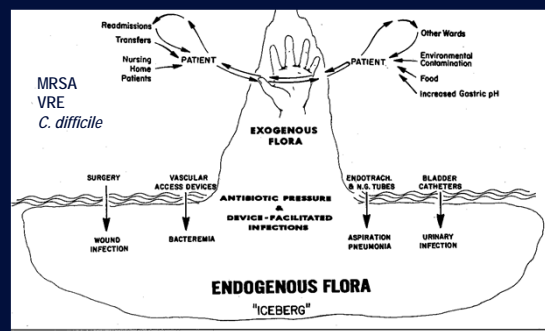 Readmissions
Transfers
Nursing
Home
Patients
PATIENT
PATIENT
Other Wards
Environmental
Contamination
Food
Increased Gastric pH
MRSA
VRE
C. difficile
EXOGENOUS
FLORA
SURGERY
VASCULAR
ACCESS DEVICES
ANTIBIOTIC PRESSURE
&
DEVICE-FACILITATED
INFECTIONS
ENDOTRACH.
& N.G. TUBES
BLADDER
CATHETERS
WOUND
INFECTION
BACTEREMIA
ASPIRATION
PNEUMONIA
URINARY
INFECTION
ENDOGENOUS FLORA
"ICEBERG"